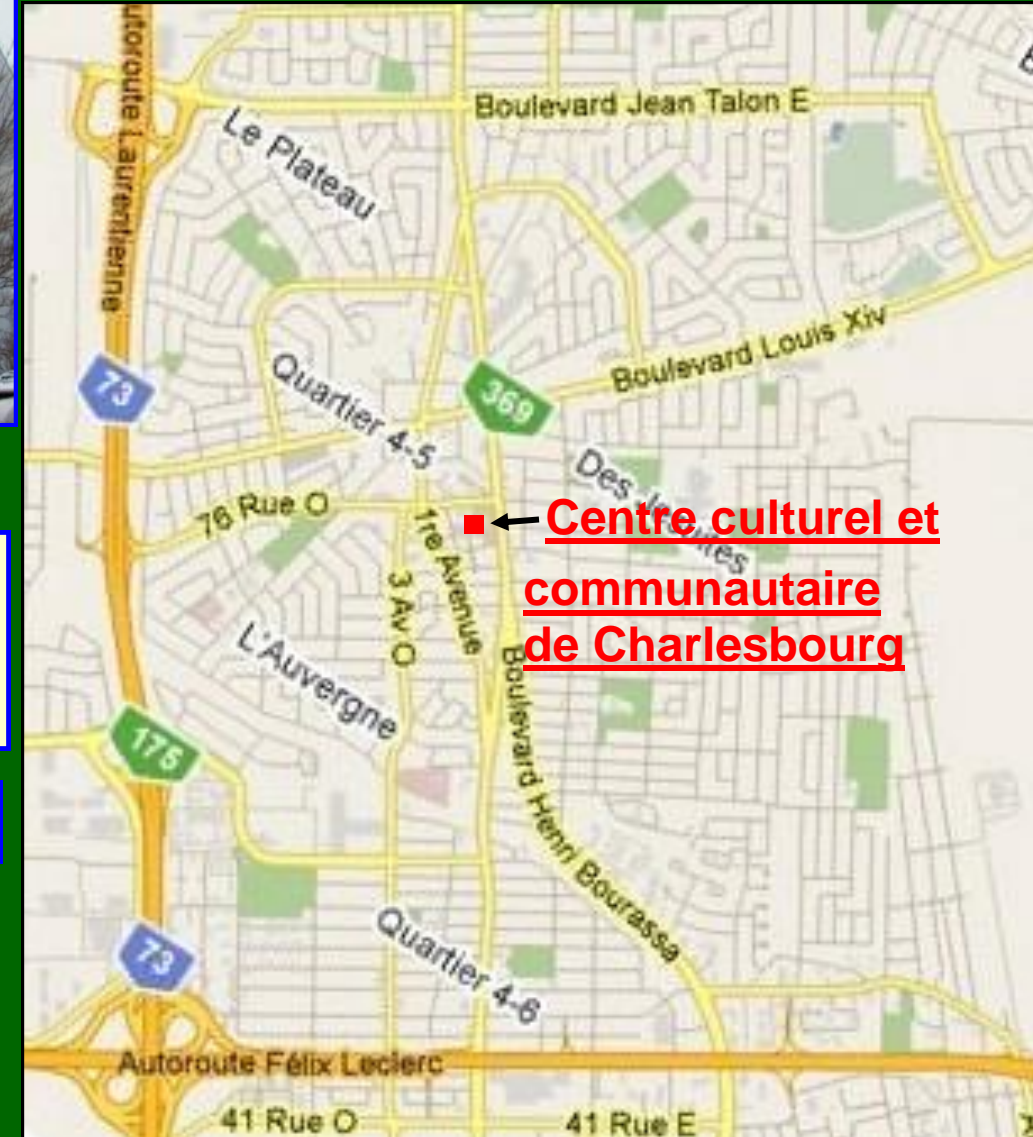 Autoroute Laurentienne
Boulevard Jean Talon E
Le Plateau
Boulevard Louis Xiv
73
369
Quartier 4-5
Des Jésuites
76 Rue O
Centre culturel et
communautaire
de Charlesbourg
1re Avenue
3 Av O
L'Auvergne
175
Boulevard Henri Bourassa
Quartier 4-6
73
Autoroute Félix Leclerc
41 Rue O
41 Rue E